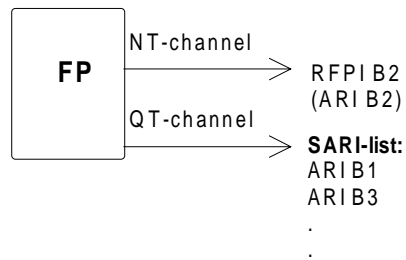 NT-channel
FP
RFPI B2
(ARI B2)
QT-channel
SARI-list:
ARI B1
ARI B3
.
.